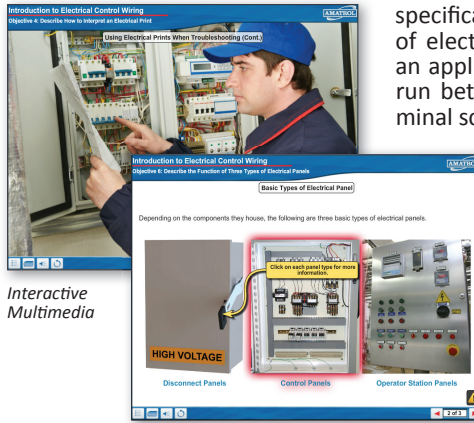 Introduction to Electrical Control Wiring
Objective 4: Describe How to Interpret an Electrical Print
AMATROL
Using Electrical Prints When Troubleshooting (Cont.)
of elect
an appl
run bet
minal sc
Introduction to Electrical Control Wiring
Objective 6: Describe the Function of Three Types of Electrical Panels
Basic Types of Electrical Panel
Depending on the components they house, the following are three basic types of electrical panels.
Click on each panel type for more
information.
HIGH VOLTAGE
Disconnect Panels
Control Panels
Operator Station Panels
2 of 3
Interactive
Multimedia